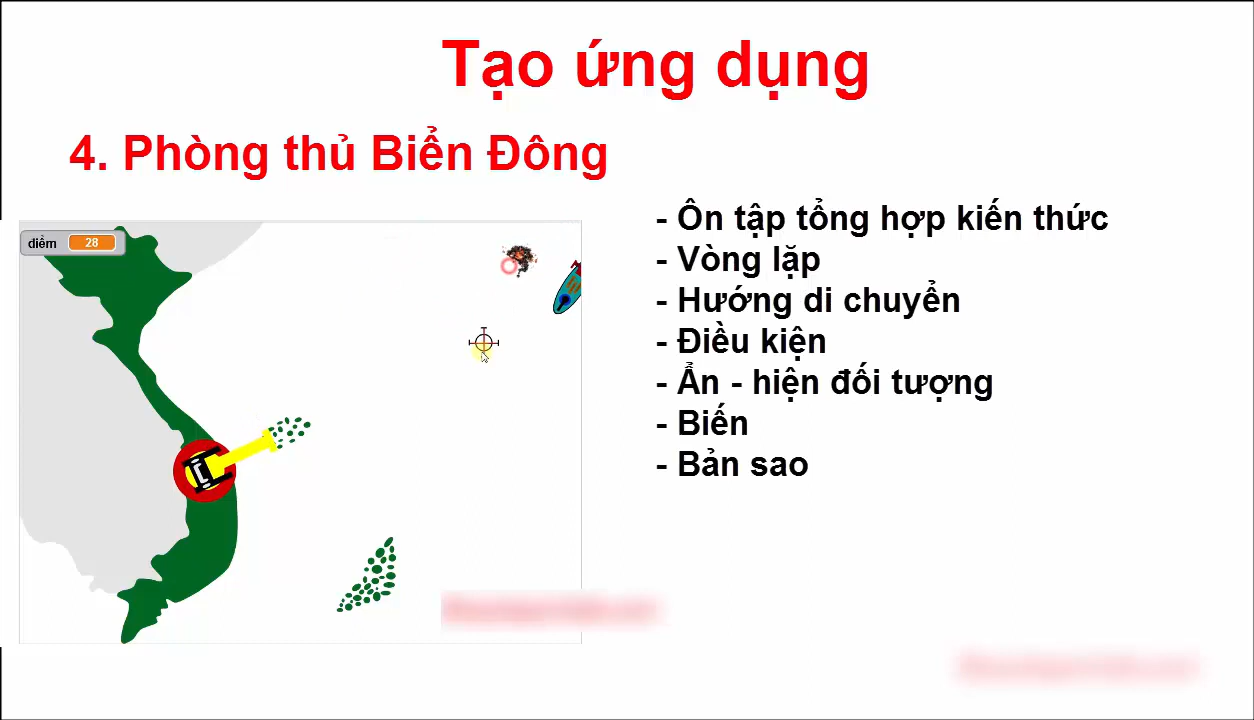 Tạo ứng dụng
4. Phòng thủ Biển Đông
điểm 28
- Ôn tập tổng hợp kiến thức
- Vòng lặp
- Hướng di chuyển
- Điều kiện
- Ẩn - hiện đối tượng
- Biến
- Bản sao